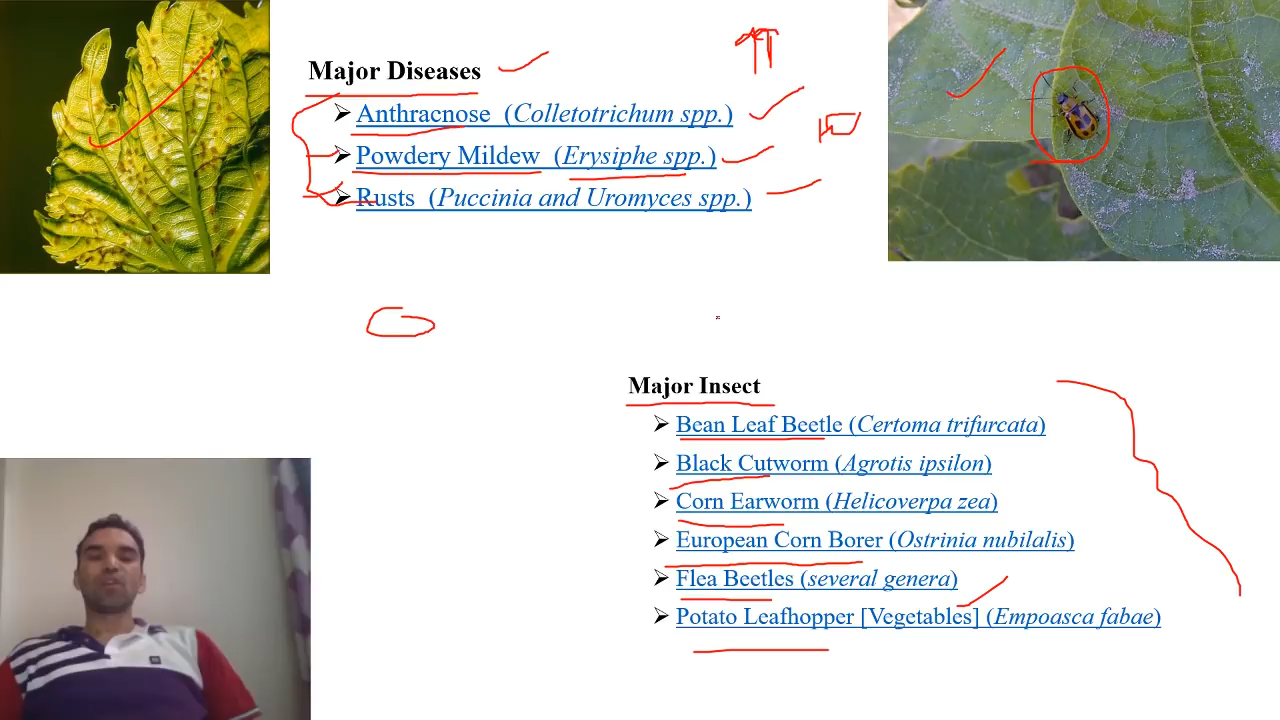 Major Diseases
Anthracnose (Colletotrichum spp.)
Powdery Mildew (Erysiphe spp.)
Rusts (Puccinia and Uromyces spp.)
Major Insect
Bean Leaf Beetle (Certoma trifurcata)
Black Cutworm (Agrotis ipsilon)
Corn Earworm (Helicoverpa zea)
European Corn Borer (Ostrinia nubilalis)
Flea Beetles (several genera)
Potato Leafhopper [Vegetables] (Empoasca fabae)